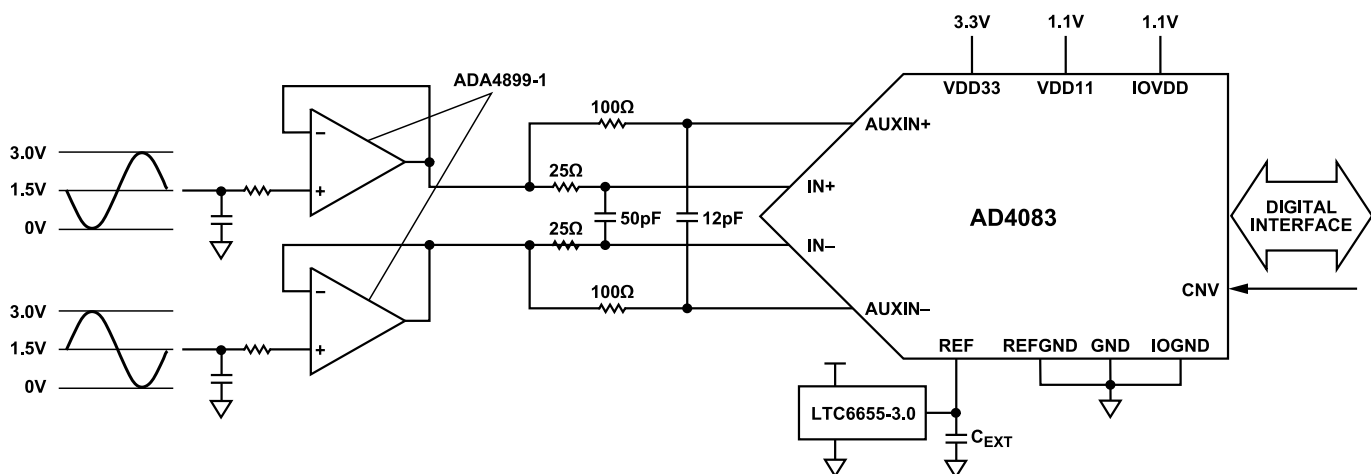 3.3V
1.1V
1.1V
ADA4899-1
VDD33
VDD11
IOVDD
100Ω
AUXIN+
3.0V
1.5V
0V
–
+
25Ω
IN+
50pF
12pF
AD4083
DIGITAL
INTERFACE
25Ω
IN–
CNV
3.0V
1.5V
0V
–
+
100Ω
AUXIN–
REF
REFGND
GND
IOGND
LTC6655-3.0
CEXT